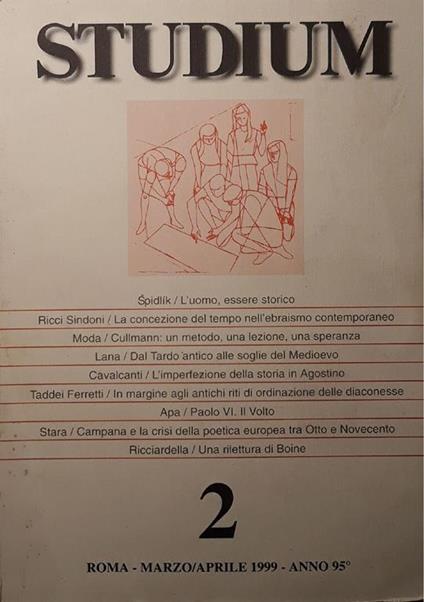 STUDIUM
Špidlík / L'uomo, essere storico
Ricci Sindoni / La concezione del tempo nell'ebraismo contemporaneo
Moda / Cullmann: un metodo, una lezione, una speranza
Lana / Dal Tardo antico alle soglie del Medioevo
Cavalcanti / L'imperfezione della storia in Agostino
Taddei Ferretti / In margine agli antichi riti di ordinazione delle diaconesse
Apa / Paolo VI. Il Volto
Stara / Campana e la crisi della poetica europea tra Otto e Novecento
Ricciardella / Una rilettura di Boine
2
ROMA - MARZO/APRILE 1999 - ANNO 95°